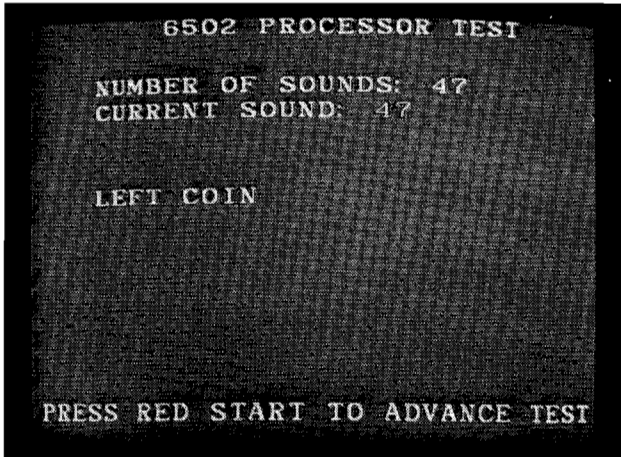 6502 PROCESSOR TEST
NUMBER OF SOUNDS: 47
CURRENT SOUND: 47
LEFT COIN
PRESS RED START TO ADVANCE TEST